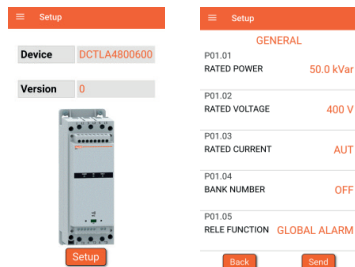 Setup
Device DCTLA4800600
Version 0
Setup
Setup
GENERAL
P01.01
RATED POWER 50.0 kVar
P01.02
RATED VOLTAGE 400 V
P01.03
RATED CURRENT AUT
P01.04
BANK NUMBER OFF
P01.05
RELE FUNCTION GLOBAL ALARM
Back Send